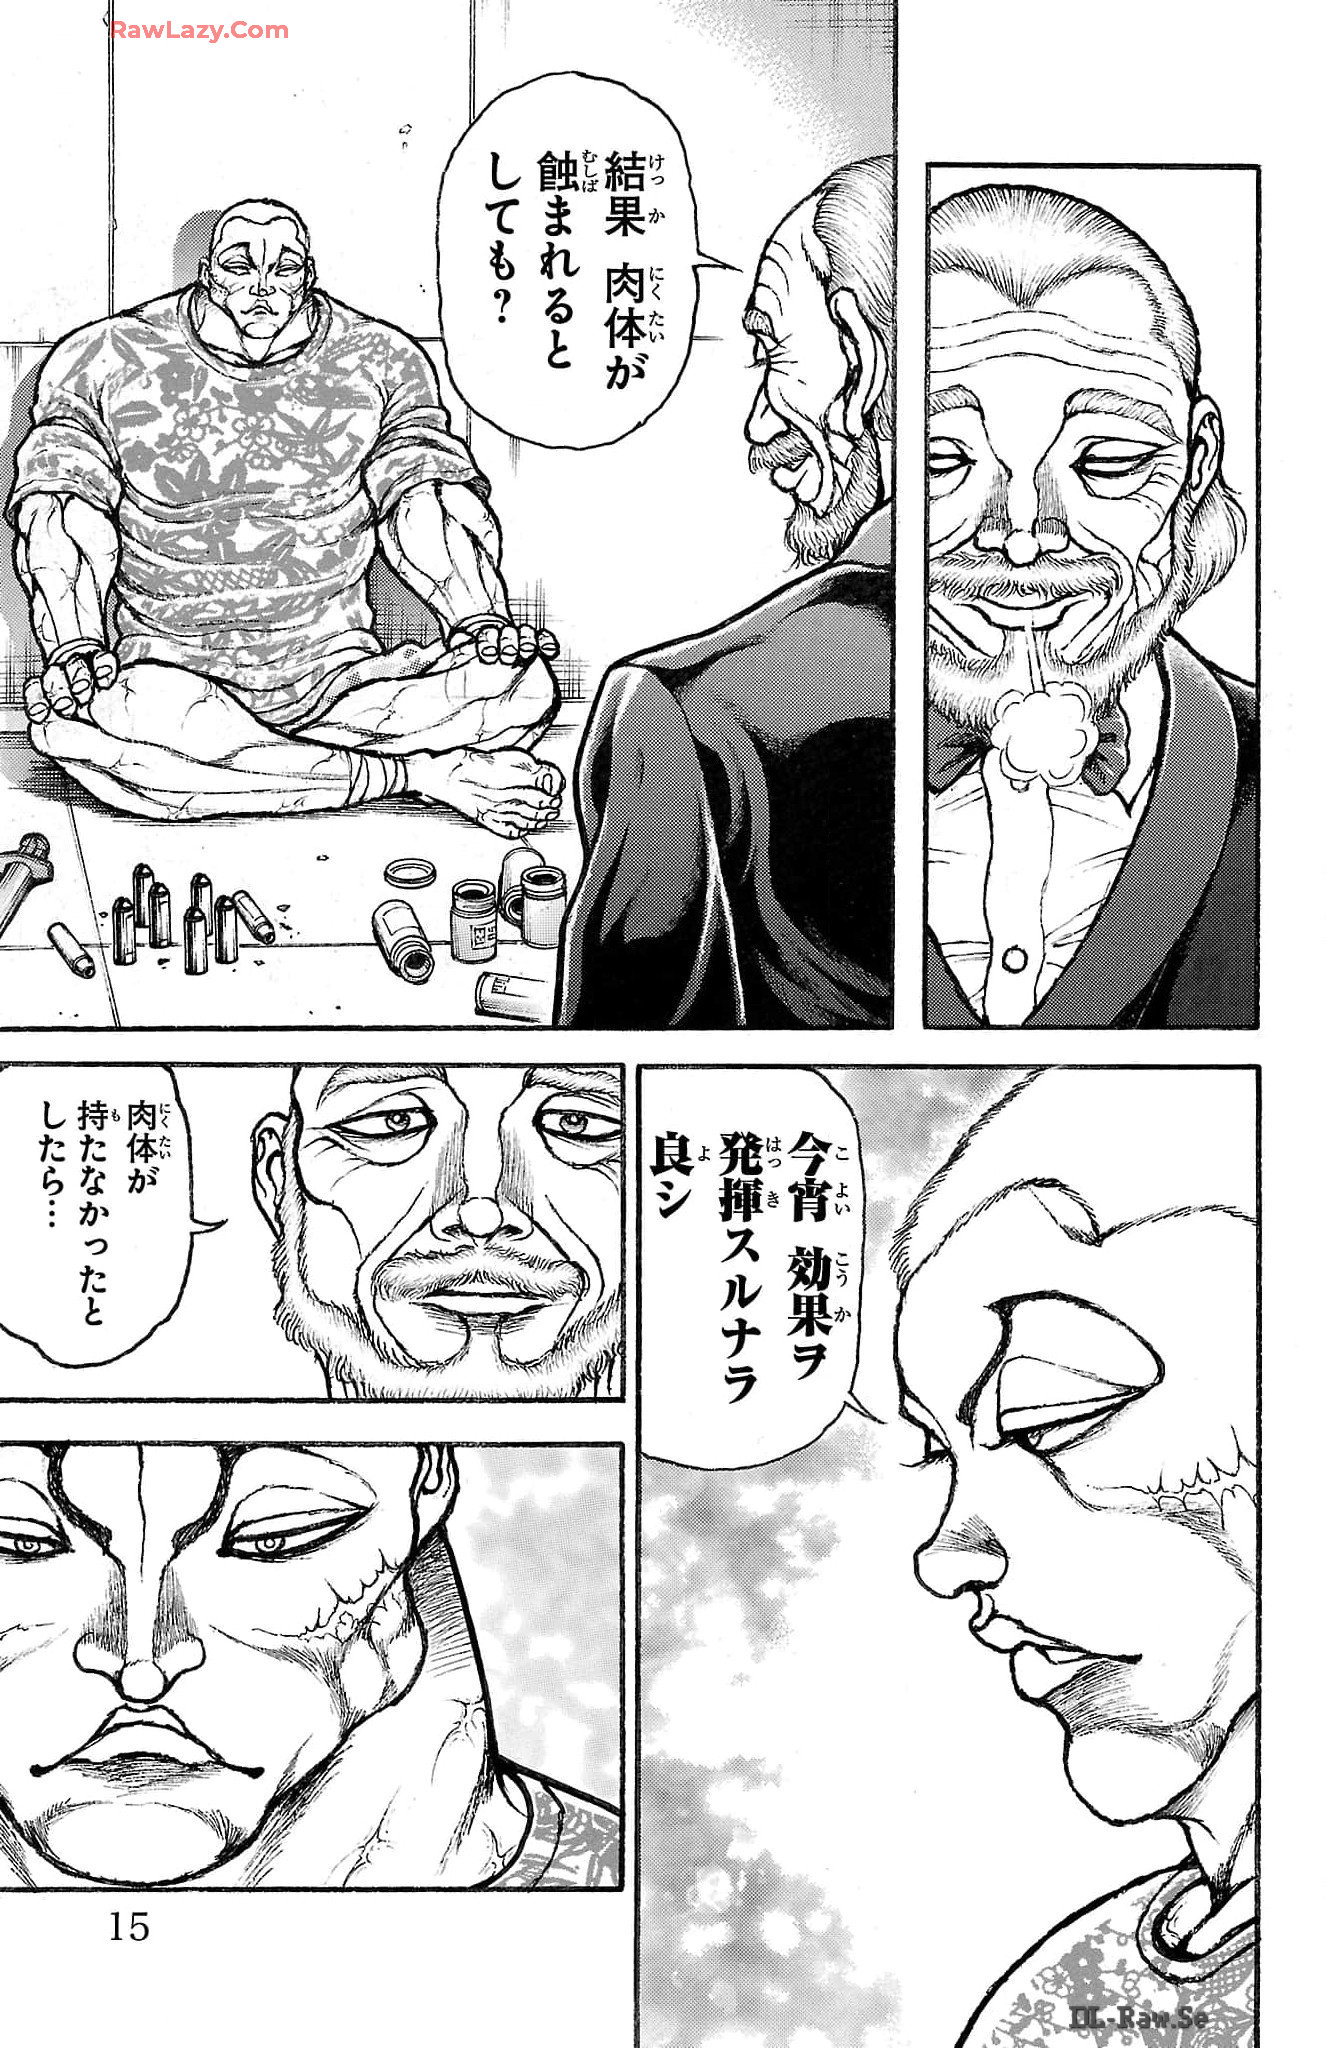 RawLazy.Com
結果 肉体が
蝕まれると
しても?
今宵 効果ヲ
発揮スルナラ
良シ
肉体が
持たなかったと
したら…
15
DL-Raw.Se